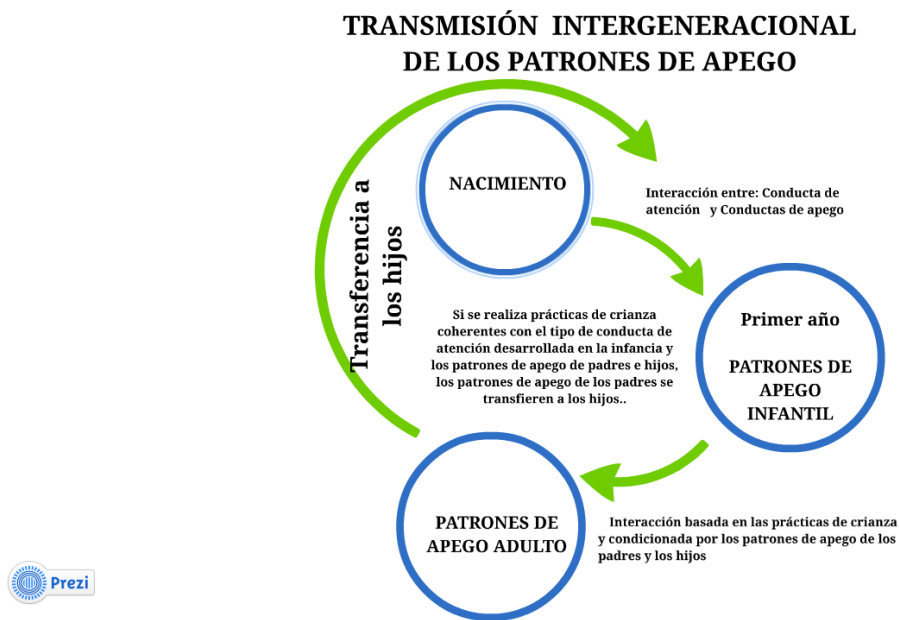 TRANSMISIÓN INTERGENERACIONAL
DE LOS PATRONES DE APEGO
NACIMIENTO
Transferencia a
los hijos
Interacción entre: Conducta de
atención y Conductas de apego
Si se realiza prácticas de crianza
coherentes con el tipo de conducta de
atención desarrollada en la infancia y
los patrones de apego de padres e hijos,
los patrones de apego de los padres se
transfieren a los hijos..
Primer año
PATRONES DE
APEGO
INFANTIL
PATRONES DE
APEGO ADULTO
Interacción basada en las prácticas de crianza
y condicionada por los patrones de apego de los
padres y los hijos
Prezi